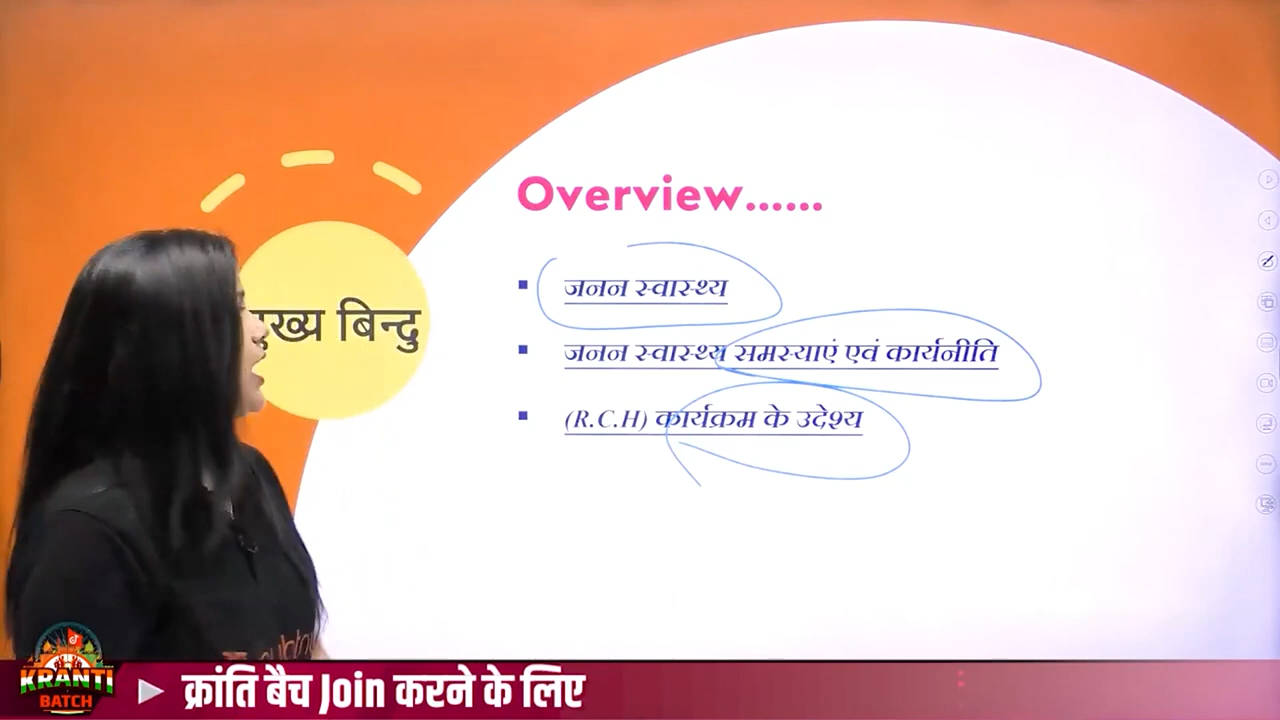 Overview......
मुख्य बिन्दु
जनन स्वास्थ्य
जनन स्वास्थ्य समस्याएं एवं कार्यनीति
(R.C.H) कार्यक्रम के उदेश्य
KRANTI
BATCH
क्रांति बैच Join करने के लिए